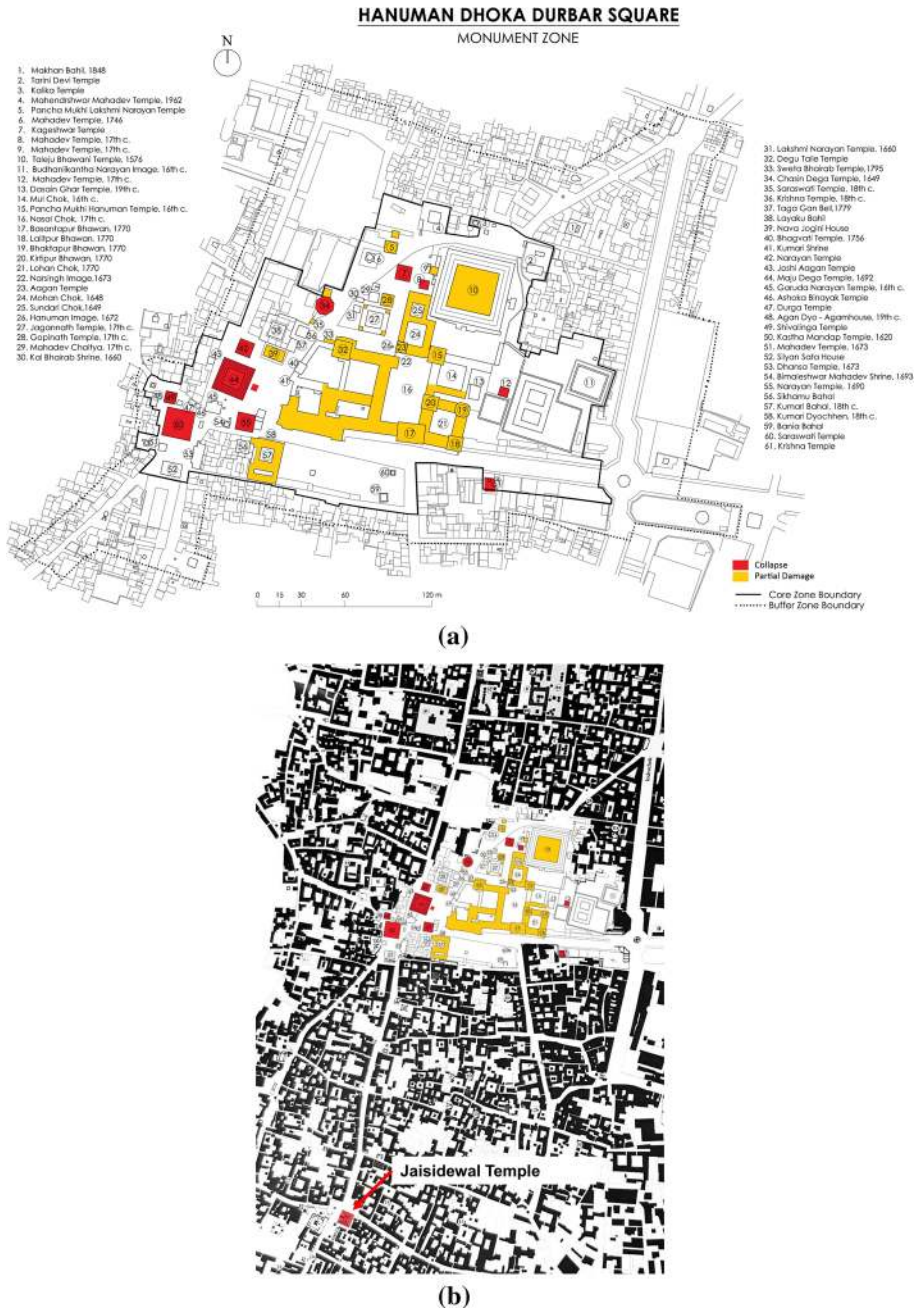 HANUMAN DHOKA DURBAR SQUARE
MONUMENT ZONE
N
1. Makhan Bahil, 1848
2. Tarini Devi Temple
3. Kalika Temple
4. Mahendrshwar Mahadev Temple, 1962
5. Pancha Mukhi Lakshmi Narayan Temple
6. Mahadev Temple, 1746
7. Kageshwar Temple
8. Mahadev Temple, 17th c.
9. Mahadev Temple, 17th c.
10. Taleju Bhawani Temple, 1576
11. Budhanilkantha Narayan Image, 16th c.
12. Mahadev Temple, 17th c.
13. Dasain Ghar Temple, 19th c.
14. Mul Chok, 16th c.
15. Pancha Mukhi Hanuman Temple, 16th c.
16. Nasal Chok, 17th c.
17. Basantapur Bhawan, 1770
18. Lalitpur Bhawan, 1770
19. Bhaktapur Bhawan, 1770
20. Kirtipur Bhawan, 1770
21. Lohan Chok, 1770
22. Narsingh Image,1673
23. Aagan Temple
24. Mohan Chok, 1648
25. Sundari Chok,1649
26. Hanuman Image, 1672
27. Jagannath Temple, 17th c.
28. Gopinath Temple, 17th c.
29. Mahadev Chaitya, 17th c.
30. Kal Bhairab Shrine, 1660
31. Lakshmi Narayan Temple, 1660
32. Degu Tale Temple
33. Sweta Bhairab Temple,1795
34. Chasin Dega Temple, 1649
35. Saraswati Temple, 18th c.
36. Krishna Temple, 18th c.
37. Taga Gan Bell,1779
38. Layaku Bahil
39. Nava Jogini House
40. Bhagvati Temple, 1756
41. Kumari Shrine
42. Narayan Temple
43. Joshi Aagan Temple
44. Maju Dega Temple, 1692
45. Garuda Narayan Temple, 16th c.
46. Ashoka Binayak Temple
47. Durga Temple
48. Agan Dyo - Agamhouse, 19th c.
49. Shivalinga Temple
50. Kastha Mandap Temple, 1620
51. Mahadev Temple, 1673
52. Silyan Sata House
53. Dhansa Temple, 1673
54. Bimaleshwar Mahadev Shrine, 1693
55. Narayan Temple, 1690
56. Sikhamu Bahal
57. Kumari Bahal, 18th c.
58. Kumari Dyochhen, 18th c.
59. Bania Bahal
60. Saraswati Temple
61. Krishna Temple
Collapse
Partial Damage
Core Zone Boundary
Buffer Zone Boundary
0 15 30 60 120 m
(a)
Jaisidewal Temple
(b)